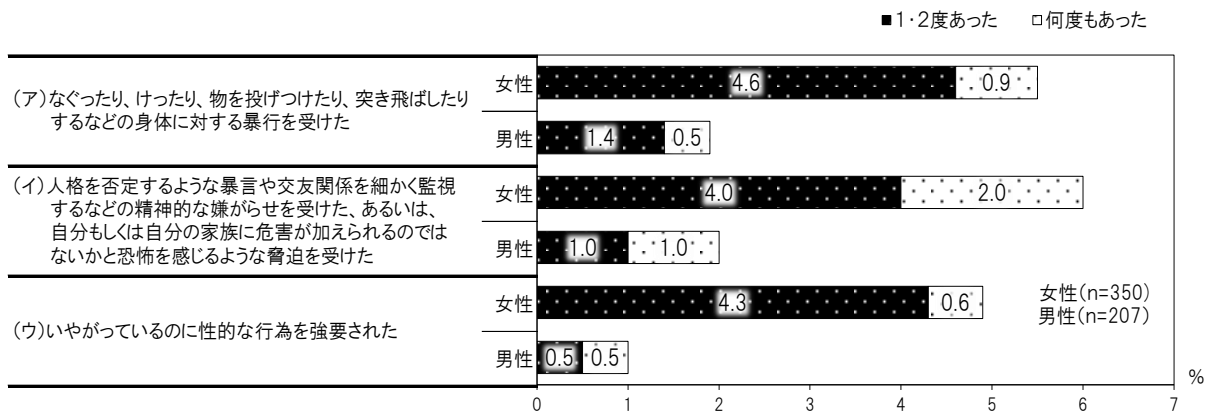 ■1・2度あった □何度もあった
(ア)なぐったり、けったり、物を投げつけたり、突き飛ばしたり
するなどの身体に対する暴行を受けた
女性 4.6 0.9
男性 1.4 0.5
(イ)人格を否定するような暴言や交友関係を細かく監視
するなどの精神的な嫌がらせを受けた、あるいは、
自分もしくは自分の家族に危害が加えられるのでは
ないかと恐怖を感じるような脅迫を受けた
女性 4.0 2.0
男性 1.0 1.0
(ウ)いやがっているのに性的な行為を強要された
女性 4.3 0.6
男性 0.5 0.5
女性(n=350)
男性(n=207)
%
0 1 2 3 4 5 6 7